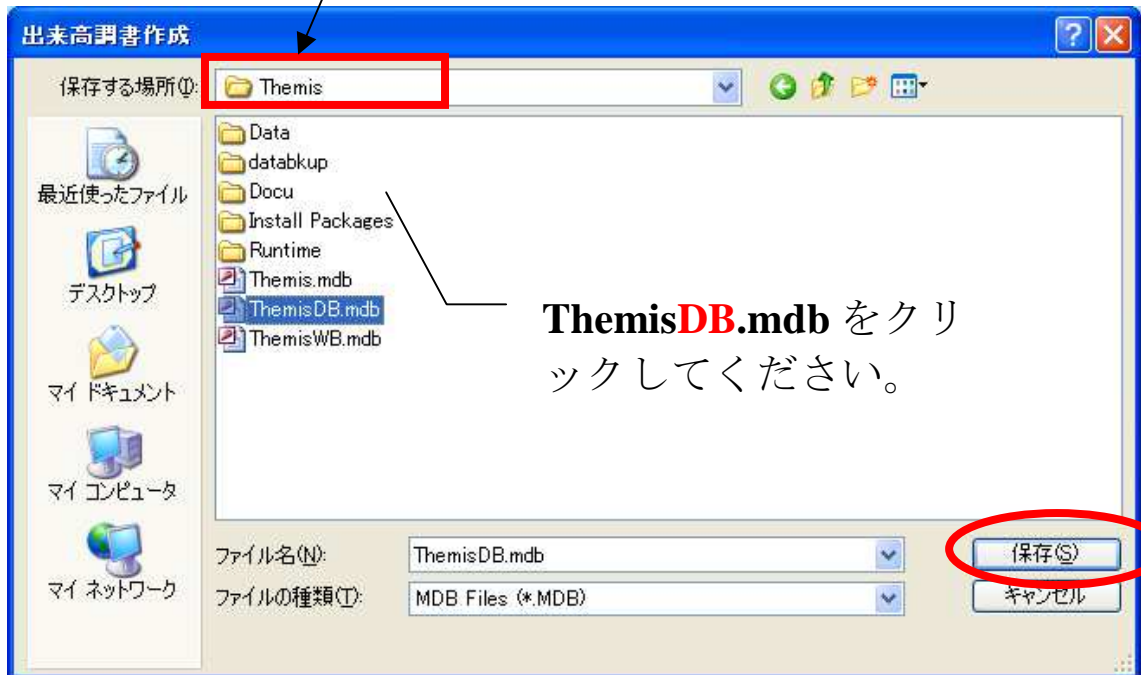 出来高調書作成
保存する場所(I):
Themis
最近使ったファイル
デスクトップ
マイ ドキュメント
マイ コンピュータ
マイ ネットワーク
Data
databkup
Docu
Install Packages
Runtime
Themis.mdb
ThemisDB.mdb
ThemisWB.mdb
ThemisDB.mdb をクリ
ックしてください。
ファイル名(N):
ThemisDB.mdb
保存(S)
ファイルの種類(T):
MDB Files (*.MDB)
キャンセル